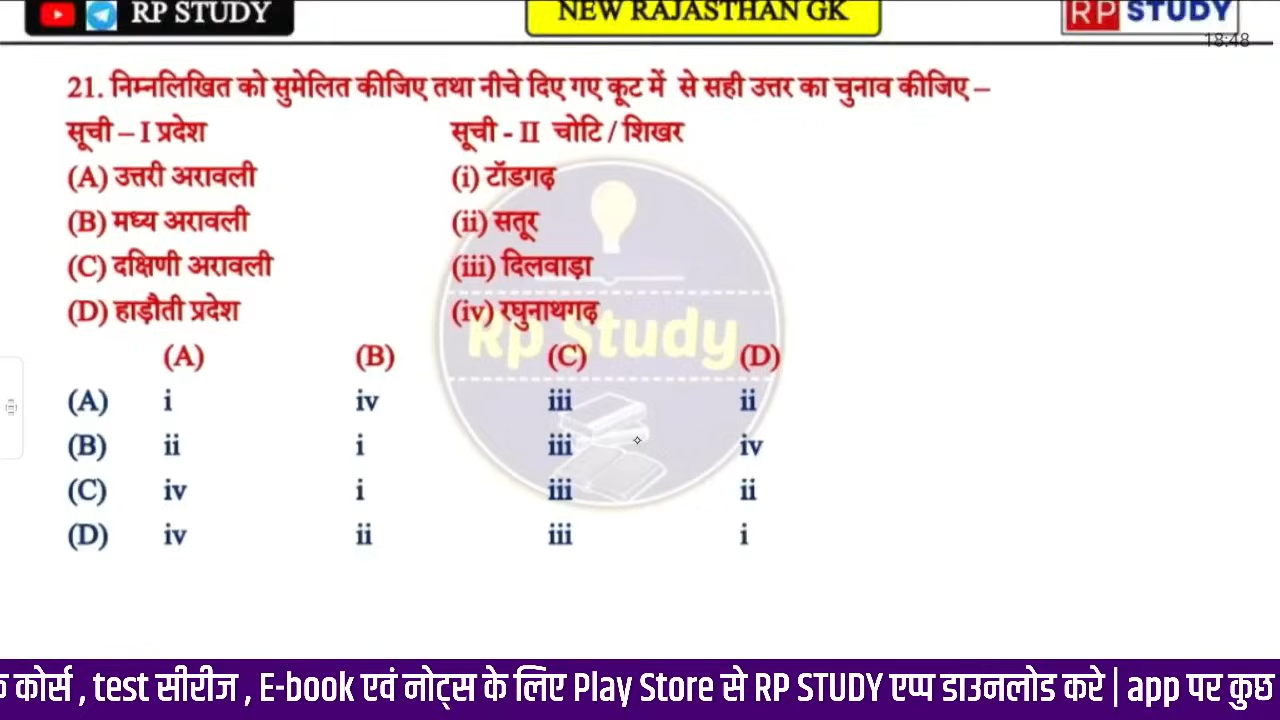 RP STUDY
NEW RAJASTHAN GK
RP STUDY
18:48
21. निम्नलिखित को सुमेलित कीजिए तथा नीचे दिए गए कूट में से सही उत्तर का चुनाव कीजिए –
सूची – I प्रदेश सूची - II चोटि / शिखर
(A) उत्तरी अरावली (i) टॉडगढ़
(B) मध्य अरावली (ii) सतूर
(C) दक्षिणी अरावली (iii) दिलवाड़ा
(D) हाड़ौती प्रदेश (iv) रघुनाथगढ़
Rp Study
(A) (B) (C) (D)
(A) i iv iii ii
(B) ii i iii iv
(C) iv i iii ii
(D) iv ii iii i
कोर्स , test सीरीज , E-book एवं नोट्स के लिए Play Store से RP STUDY एप्प डाउनलोड करे | app पर कुछ